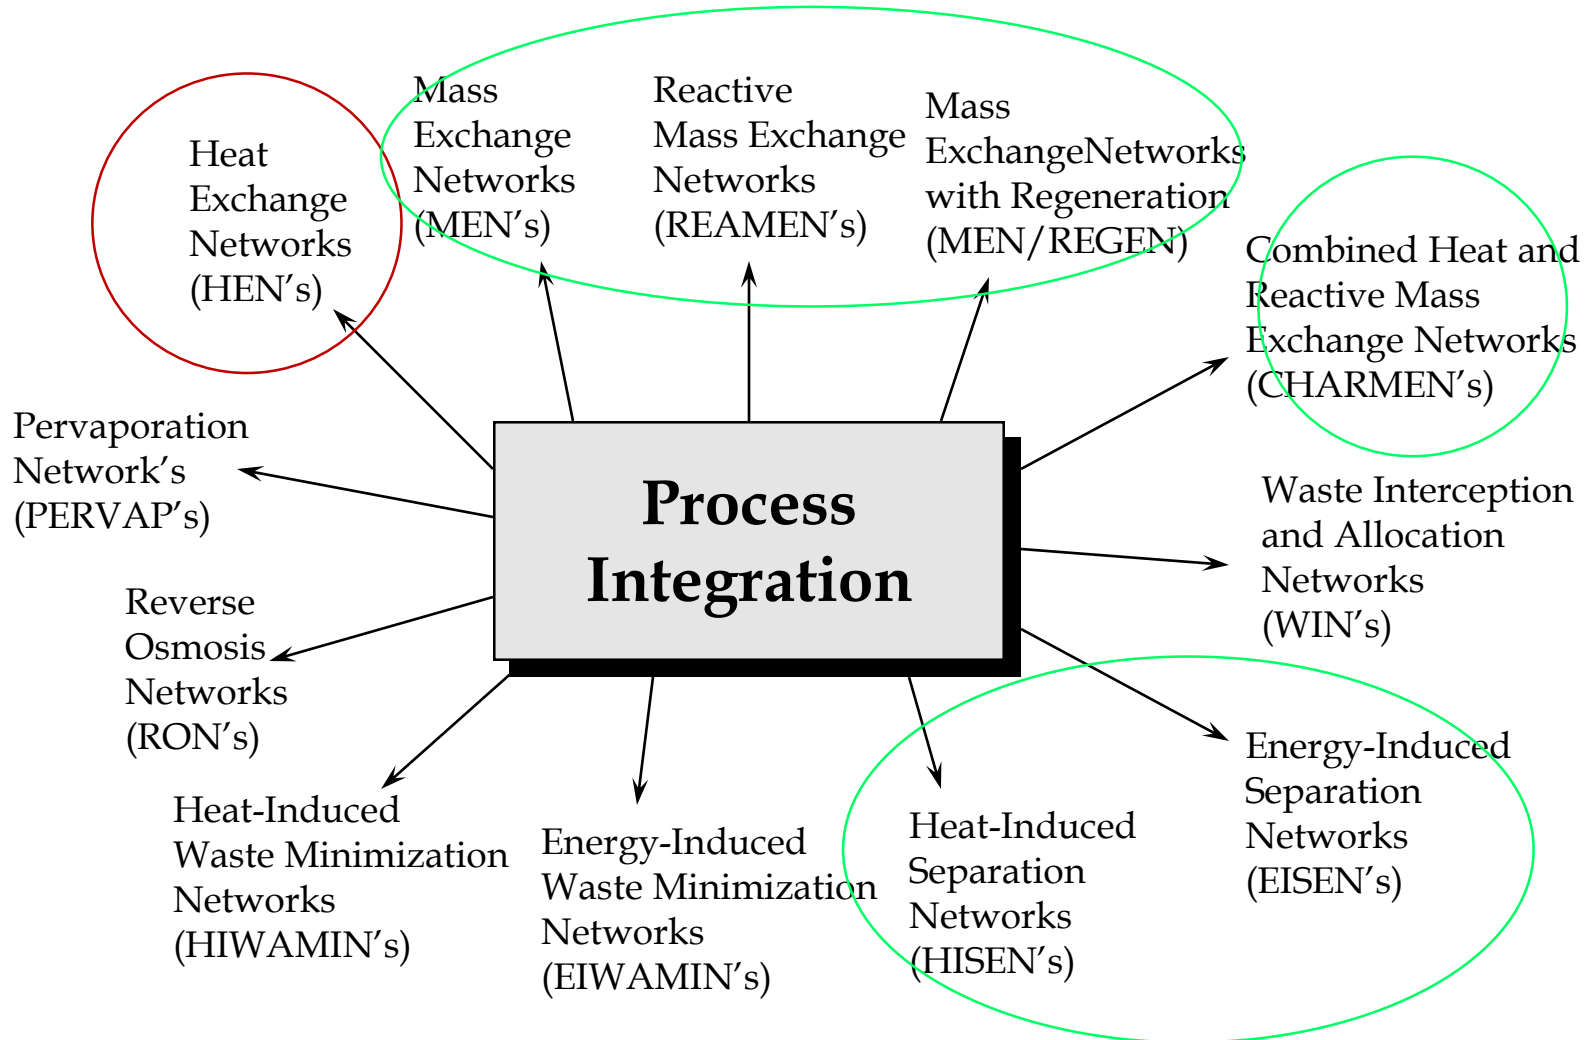 Mass
Exchange
Networks
(MEN's)
Reactive
Mass Exchange
Networks
(REAMEN's)
Mass
ExchangeNetworks
with Regeneration
(MEN/REGEN)
Heat
Exchange
Networks
(HEN's)
Combined Heat and
Reactive Mass
Exchange Networks
(CHARMEN's)
Pervaporation
Network's
(PERVAP's)
Process
Integration
Waste Interception
and Allocation
Networks
(WIN's)
Reverse
Osmosis
Networks
(RON's)
Energy-Induced
Separation
Networks
(EISEN's)
Heat-Induced
Waste Minimization
Networks
(HIWAMIN's)
Energy-Induced
Waste Minimization
Networks
(EIWAMIN's)
Heat-Induced
Separation
Networks
(HISEN's)